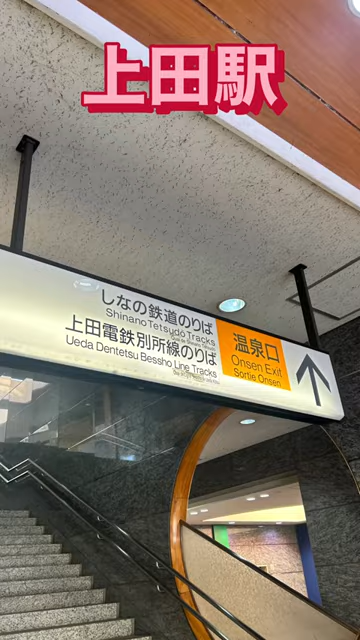 上田駅
しなの鉄道のりば
Shinano Tetsudō Tracks
上田電鉄別所線のりば
Ueda Dentetsu Bessho Line Tracks
温泉口
Onsen Exit
Sortie Onsen